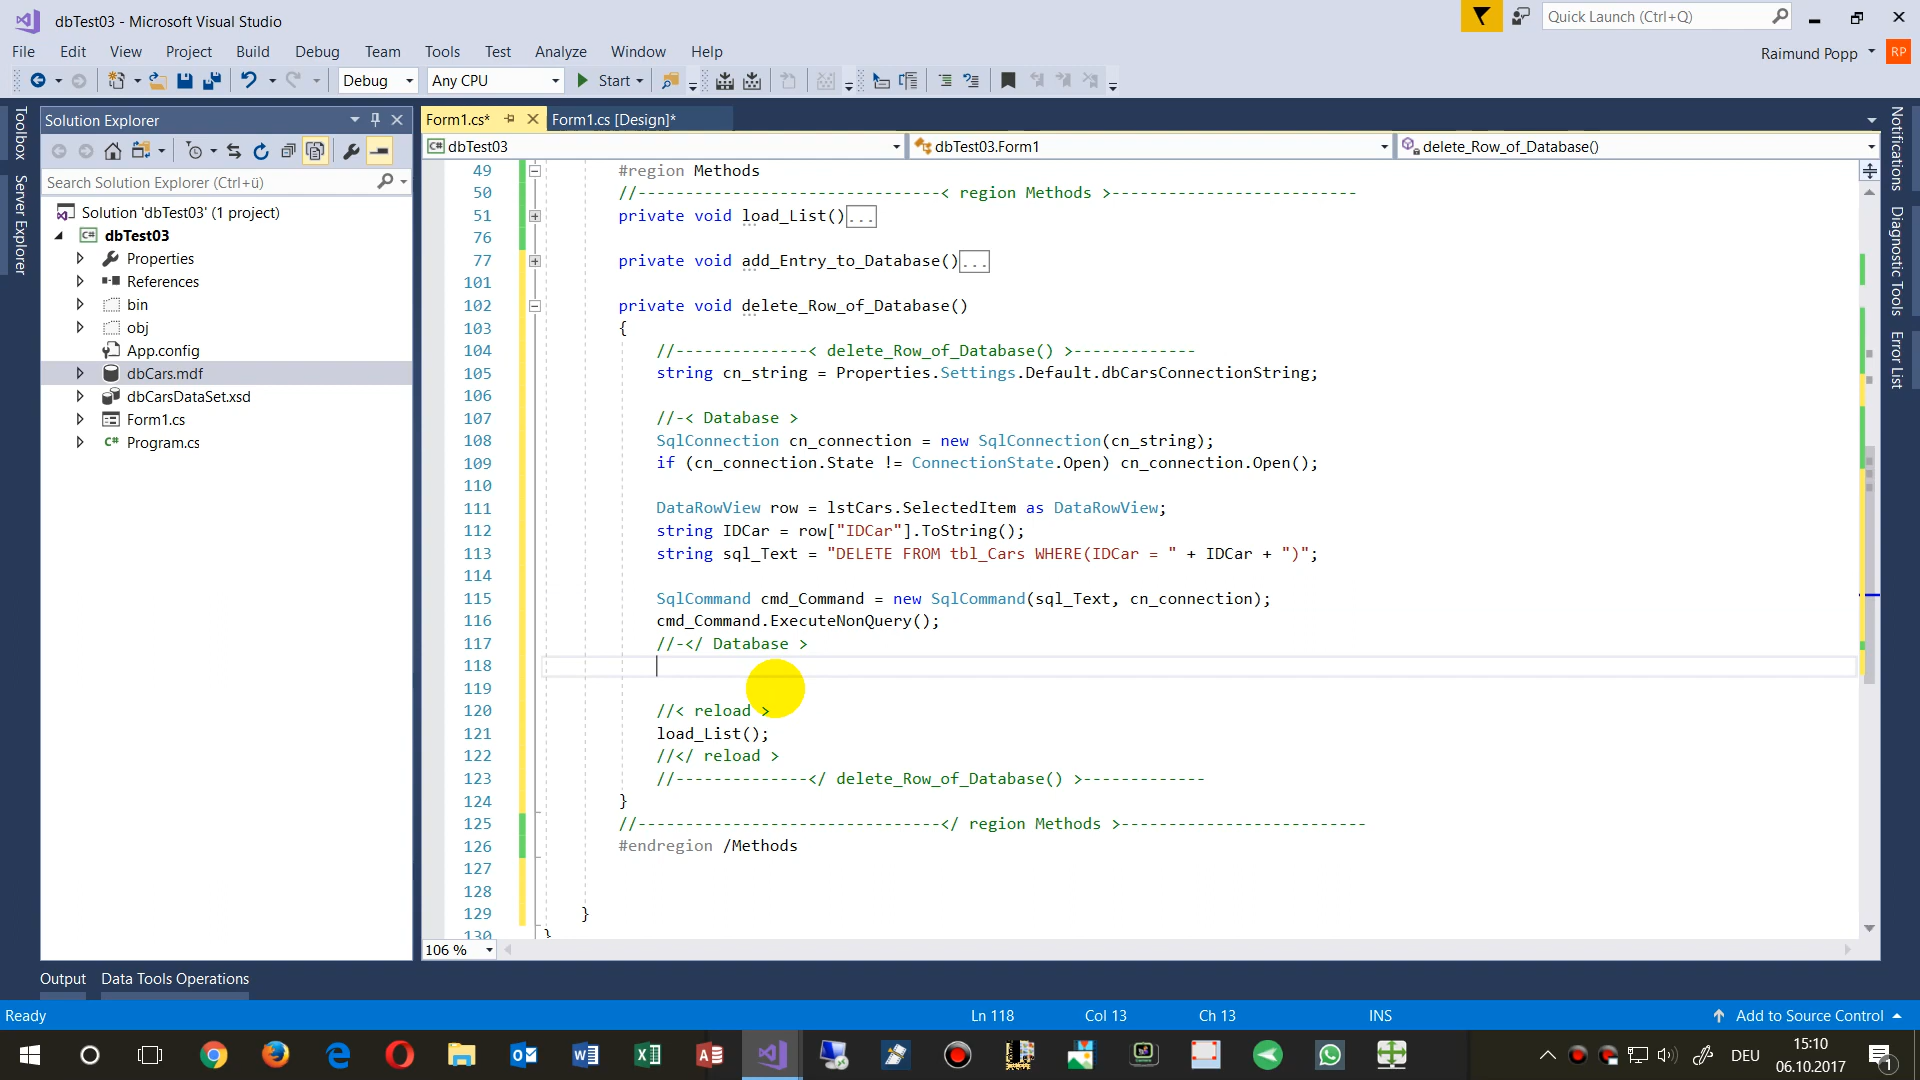 dbTest03 - Microsoft Visual Studio
Quick Launch (Ctrl+Q)
File Edit View Project Build Debug Team Tools Test Analyze Window Help
Raimund Popp
RP
Debug
Any CPU
Start
Toolbox
Server Explorer
Solution Explorer
Search Solution Explorer (Ctrl+ü)
Solution 'dbTest03' (1 project)
dbTest03
Properties
References
bin
obj
App.config
dbCars.mdf
dbCarsDataSet.xsd
Form1.cs
Program.cs
Form1.cs*
Form1.cs [Design]*
dbTest03
dbTest03.Form1
delete_Row_of_Database()
49 #region Methods
50 //--------------------------------< region Methods >--------------------------
51 private void load_List()...
76
77 private void add_Entry_to_Database()...
101
102 private void delete_Row_of_Database()
103 {
104 //--------------< delete_Row_of_Database() >-------------
105 string cn_string = Properties.Settings.Default.dbCarsConnectionString;
106
107 //-< Database >
108 SqlConnection cn_connection = new SqlConnection(cn_string);
109 if (cn_connection.State != ConnectionState.Open) cn_connection.Open();
110
111 DataRowView row = lstCars.SelectedItem as DataRowView;
112 string IDCar = row["IDCar"].ToString();
113 string sql_Text = "DELETE FROM tbl_Cars WHERE(IDCar = " + IDCar + ")";
114
115 SqlCommand cmd_Command = new SqlCommand(sql_Text, cn_connection);
116 cmd_Command.ExecuteNonQuery();
117 //-</ Database >
118
119
120 //< reload >
121 load_List();
122 //</ reload >
123 //--------------</ delete_Row_of_Database() >-------------
124 }
125 //--------------------------------</ region Methods >--------------------------
126 #endregion /Methods
127
128
129 }
130 }
106 %
Notifications
Diagnostic Tools
Error List
Output
Data Tools Operations
Ready
Ln 118
Col 13
Ch 13
INS
Add to Source Control
DEU
15:10
06.10.2017
1